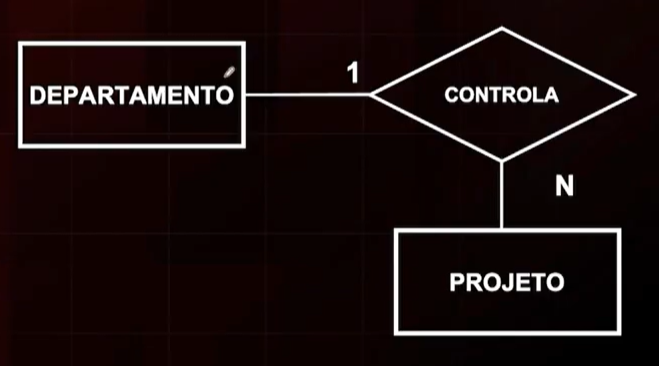 DEPARTAMENTO
1
CONTROLA
N
PROJETO